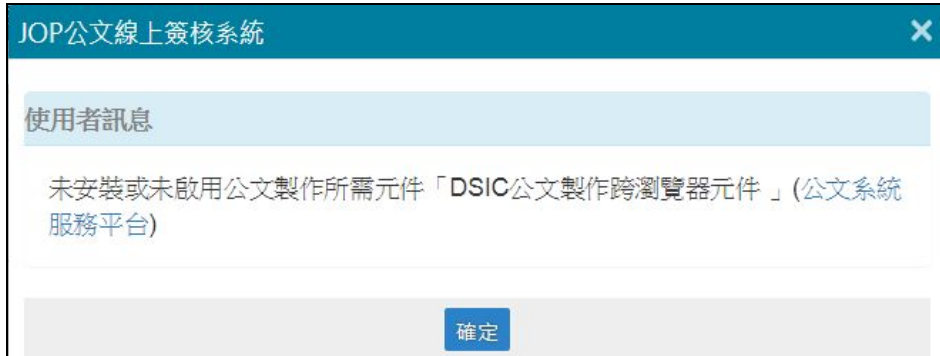 JOP公文線上簽核系統
使用者訊息
未安裝或未啟用公文製作所需元件「DSIC公文製作跨瀏覽器元件 」(公文系統
服務平台)
確定